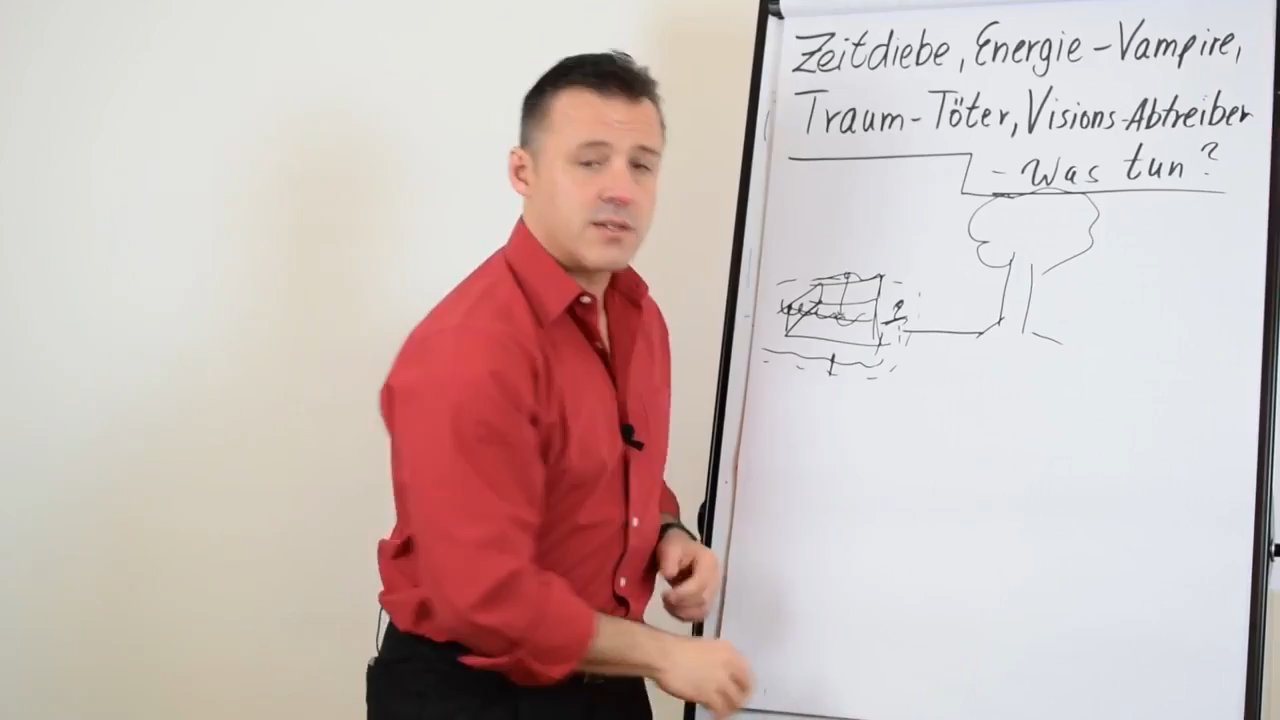 Zeitdiebe, Energie-Vampire,
Traum-Töter, Visions-Abtreiber
- Was tun?